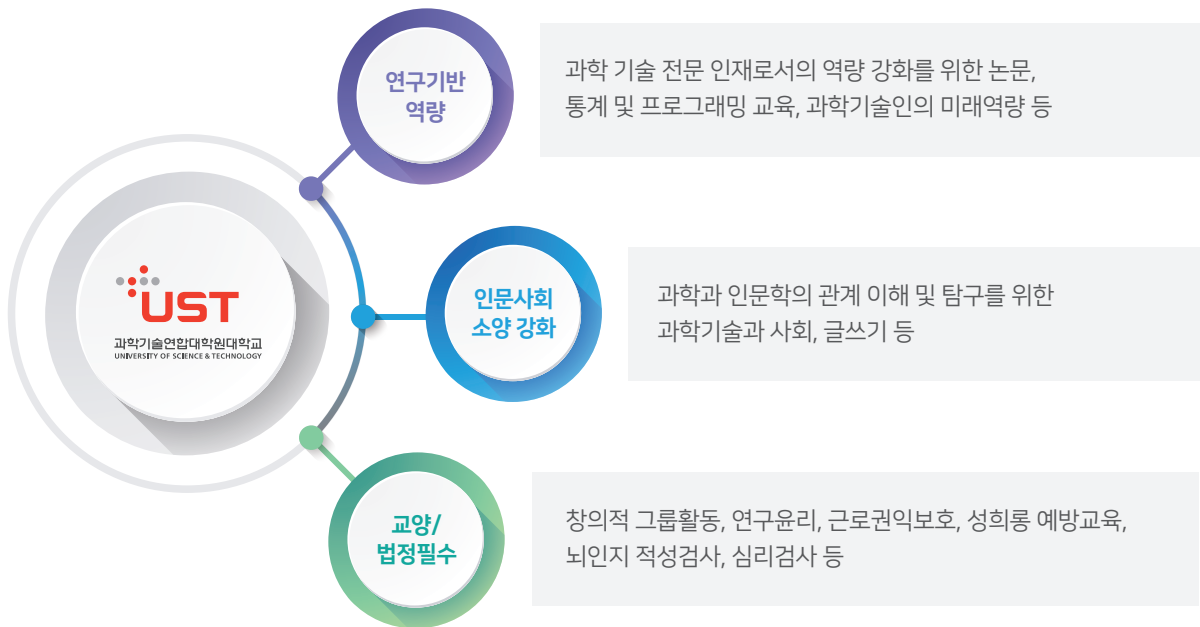 연구기반
역량
과학 기술 전문 인재로서의 역량 강화를 위한 논문,
통계 및 프로그래밍 교육, 과학기술인의 미래역량 등
UST
과학기술연합대학원대학교
UNIVERSITY OF SCIENCE & TECHNOLOGY
인문사회
소양 강화
과학과 인문학의 관계 이해 및 탐구를 위한
과학기술과 사회, 글쓰기 등
교양/
법정필수
창의적 그룹활동, 연구윤리, 근로권익보호, 성희롱 예방교육,
뇌인지 적성검사, 심리검사 등